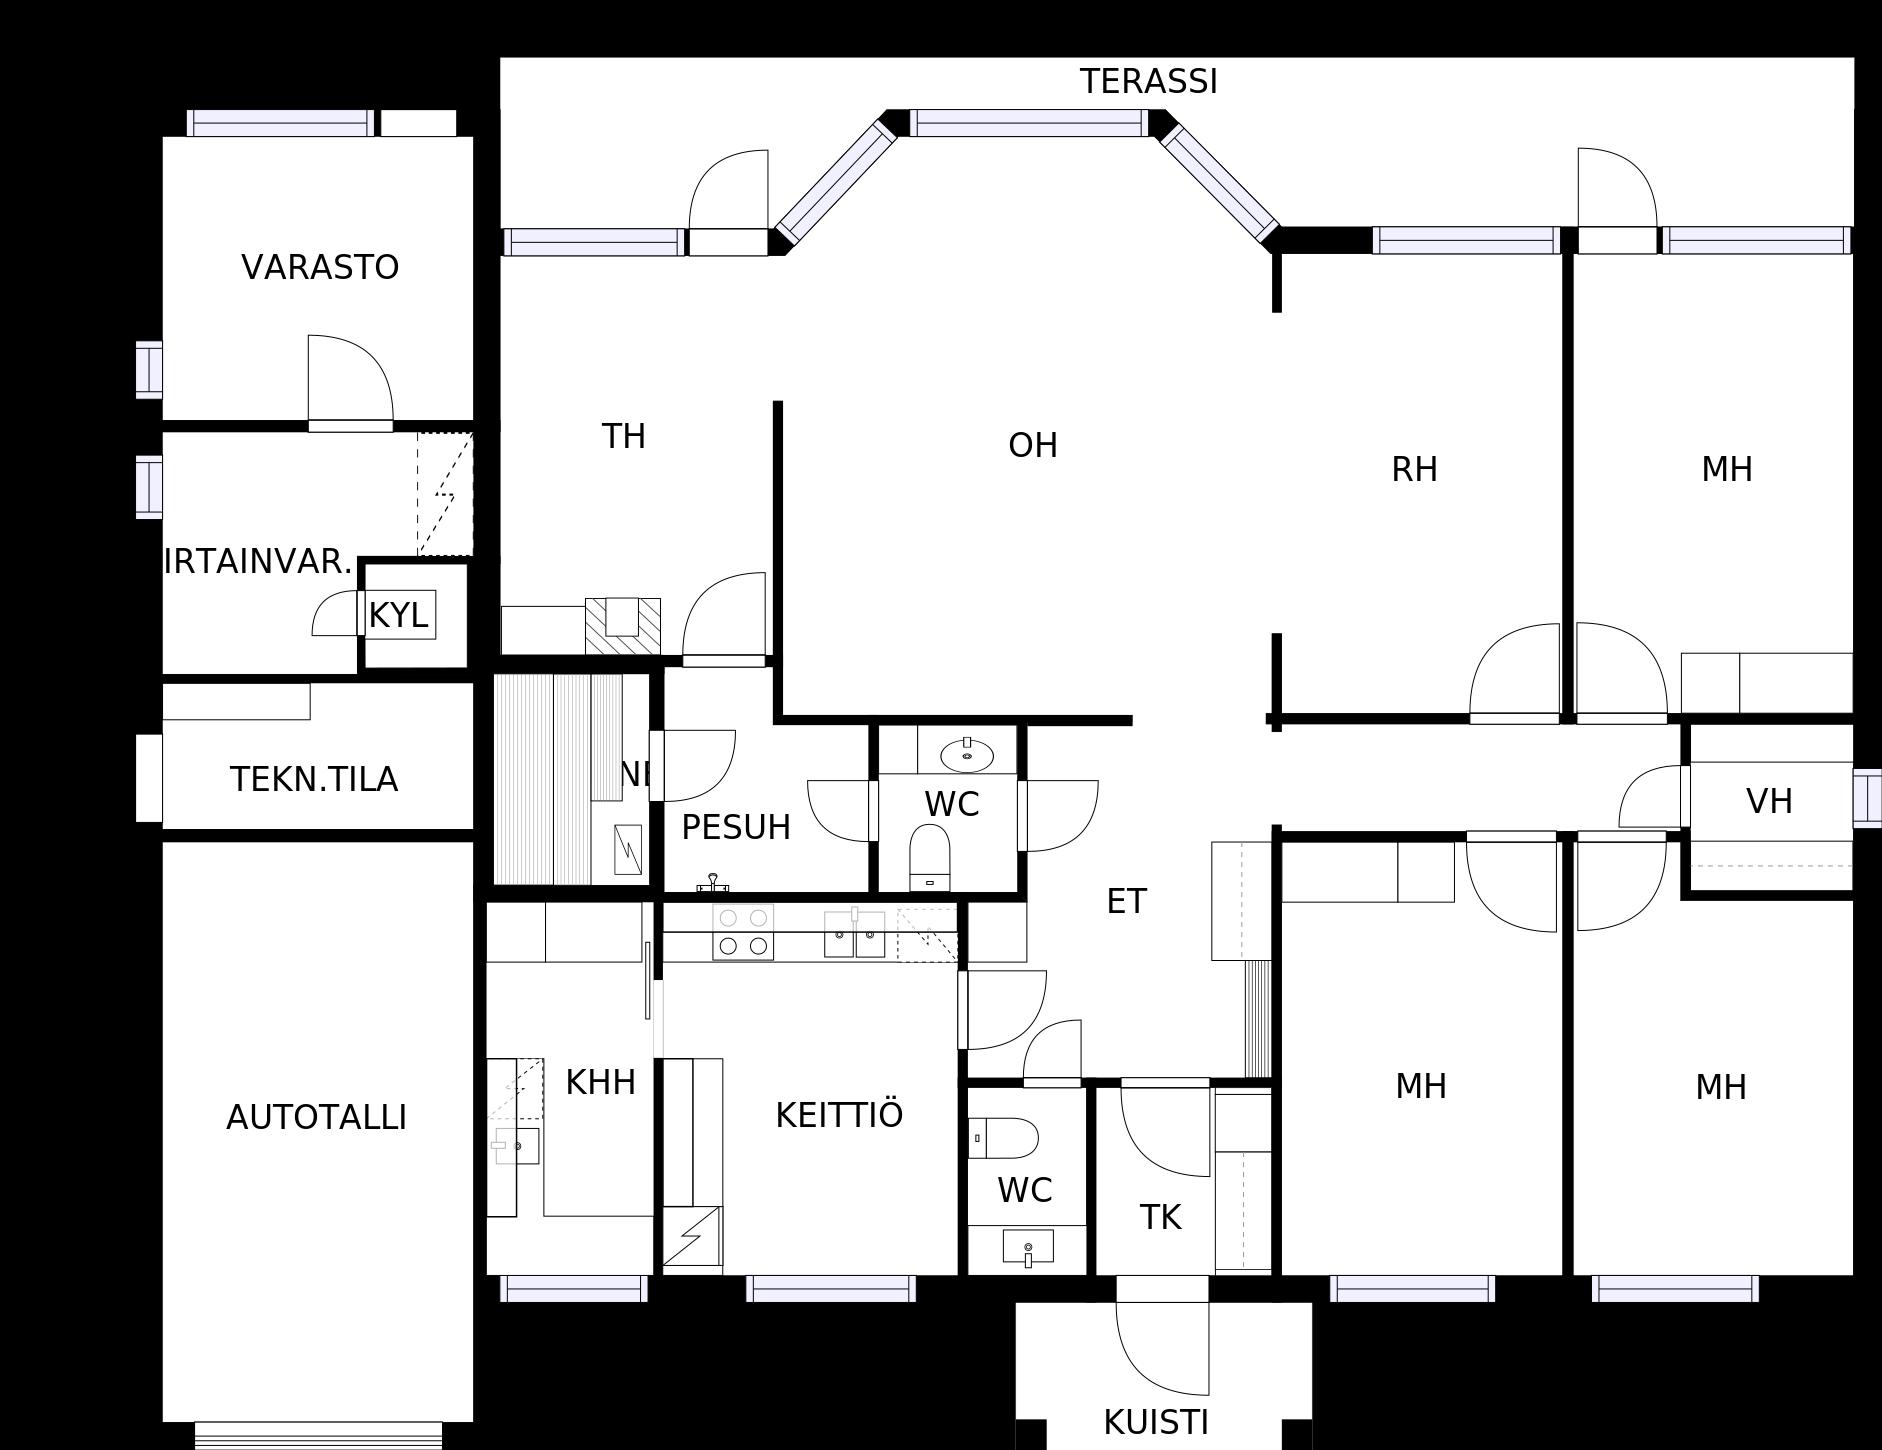 TERASSI
VARASTO
TH
OH
RH
MH
IRTAINVAR.
KYL
TEKN.TILA
PESUH
WC
VH
ET
AUTOTALLI
KHH
KEITTIÖ
MH
MH
WC
TK
KUISTI